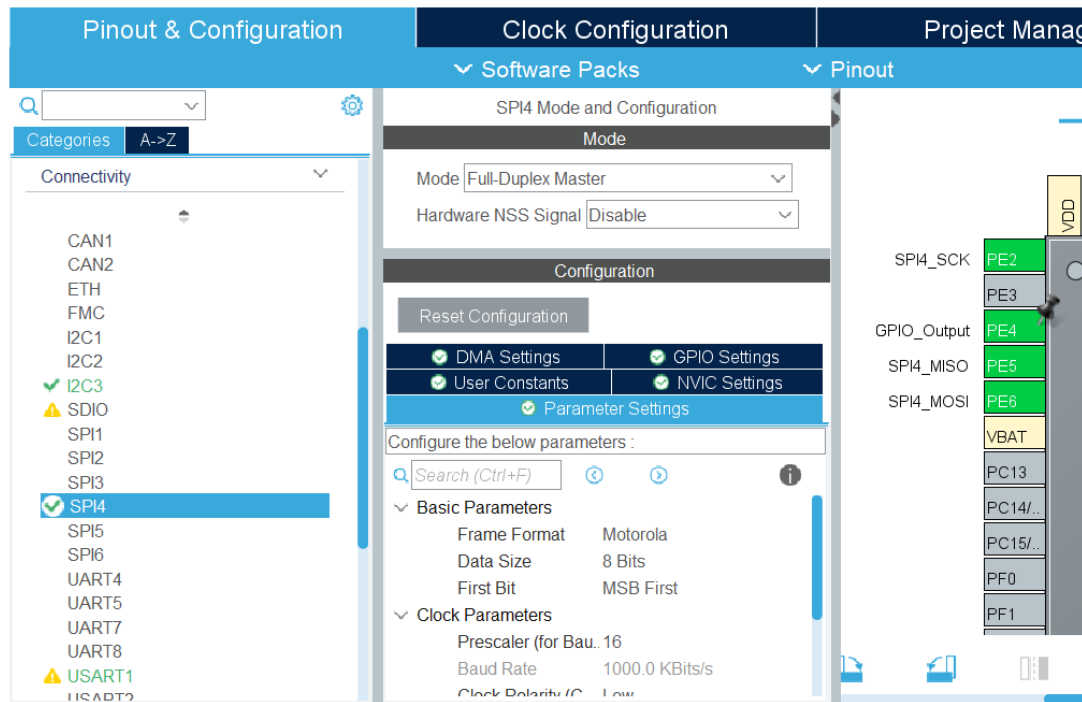 Pinout & Configuration
Clock Configuration
Project Manag
Software Packs
Pinout
Categories
A->Z
Connectivity
CAN1
CAN2
ETH
FMC
I2C1
I2C2
I2C3
SDIO
SPI1
SPI2
SPI3
SPI4
SPI5
SPI6
UART4
UART5
UART7
UART8
USART1
USART2
SPI4 Mode and Configuration
Mode
Mode Full-Duplex Master
Hardware NSS Signal Disable
Configuration
Reset Configuration
DMA Settings
GPIO Settings
User Constants
NVIC Settings
Parameter Settings
Configure the below parameters :
Search (Ctrl+F)
Basic Parameters
Frame Format Motorola
Data Size 8 Bits
First Bit MSB First
Clock Parameters
Prescaler (for Bau.. 16
Baud Rate 1000.0 KBits/s
Clock Polarity (C... Low
VDD
SPI4_SCK PE2
PE3
GPIO_Output PE4
SPI4_MISO PE5
SPI4_MOSI PE6
VBAT
PC13
PC14/..
PC15/..
PF0
PF1